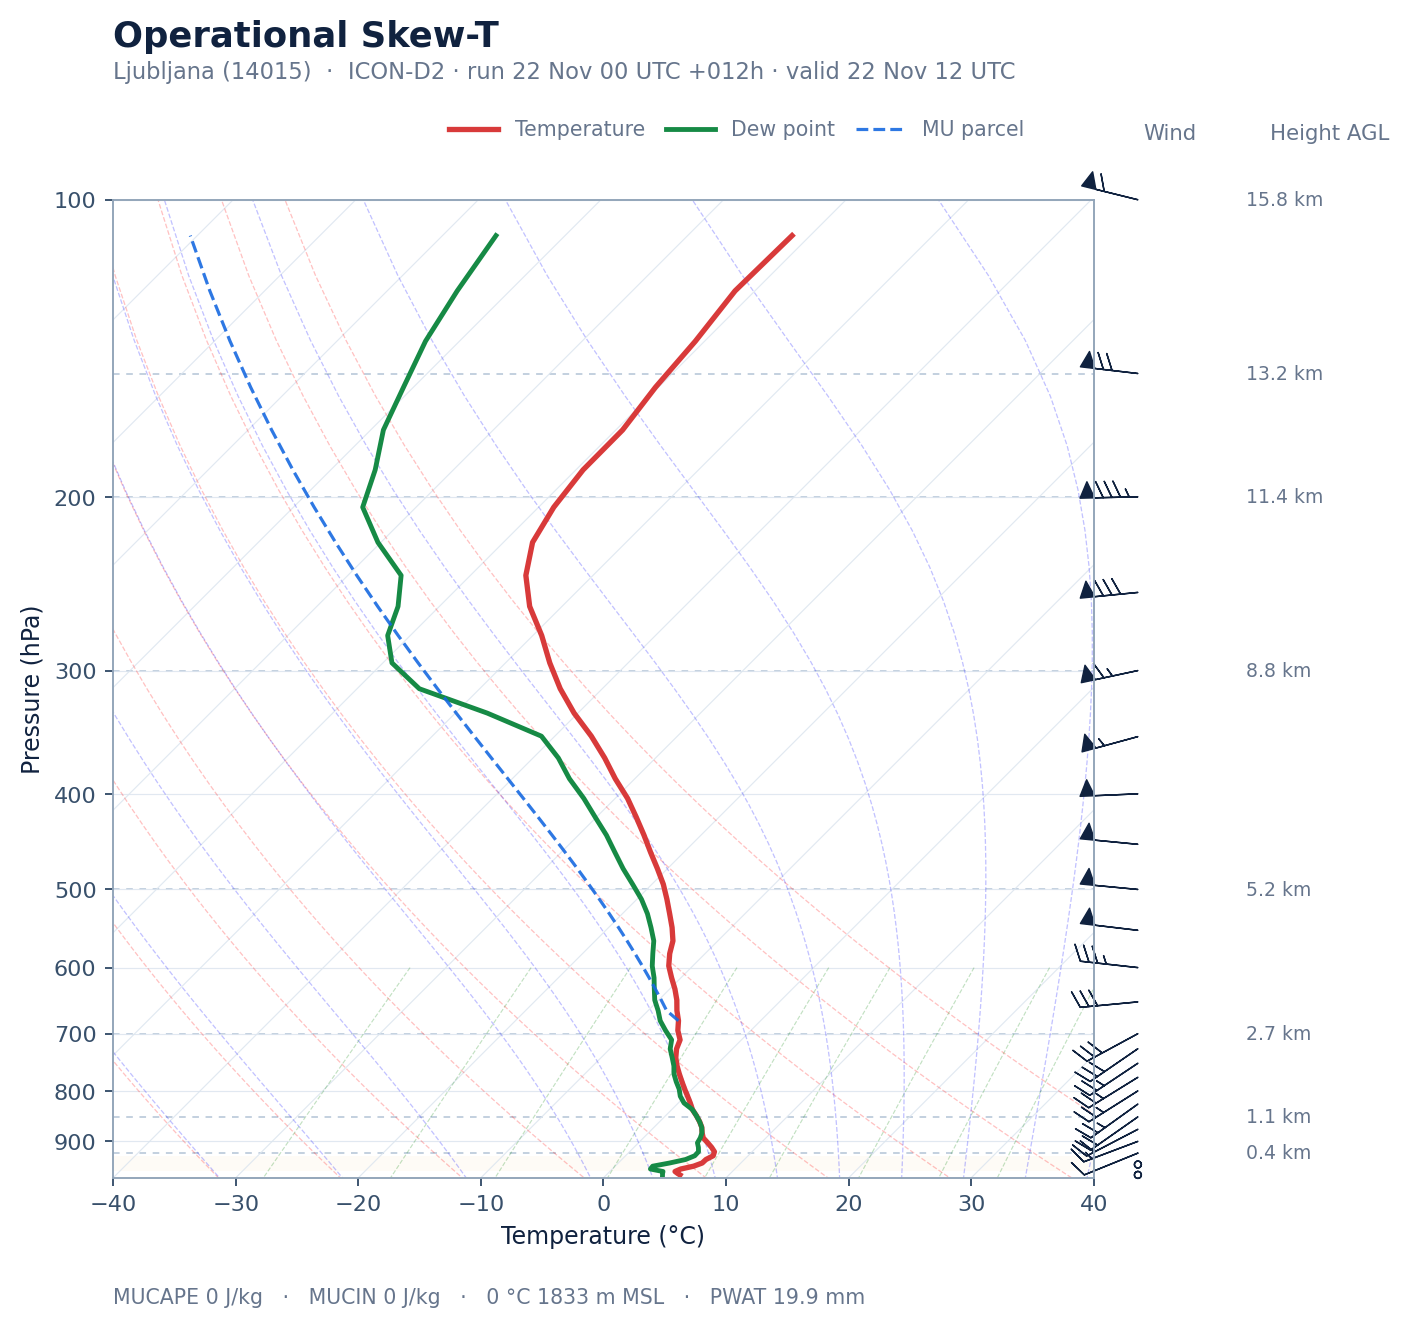 Operational Skew-T
Ljubljana (14015)  ·  ICON-D2 · run 22 Nov 00 UTC +012h · valid 22 Nov 12 UTC
Temperature
Dew point
MU parcel
Wind
Height AGL
Pressure (hPa)
100
200
300
400
500
600
700
800
900
15.8 km
13.2 km
11.4 km
8.8 km
5.2 km
2.7 km
1.1 km
0.4 km
−40
−30
−20
−10
0
10
20
30
40
Temperature (°C)
MUCAPE 0 J/kg  ·  MUCIN 0 J/kg  ·  0 °C 1833 m MSL  ·  PWAT 19.9 mm